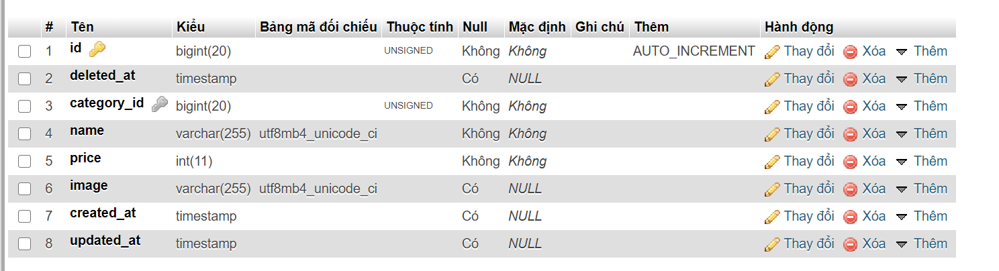 # Tên Kiểu Bảng mã đối chiếu Thuộc tính Null Mặc định Ghi chú Thêm Hành động
1 id bigint(20) UNSIGNED Không Không AUTO_INCREMENT Thay đổi Xóa Thêm
2 deleted_at timestamp Có NULL Thay đổi Xóa Thêm
3 category_id bigint(20) UNSIGNED Không Không Thay đổi Xóa Thêm
4 name varchar(255) utf8mb4_unicode_ci Không Không Thay đổi Xóa Thêm
5 price int(11) Không Không Thay đổi Xóa Thêm
6 image varchar(255) utf8mb4_unicode_ci Có NULL Thay đổi Xóa Thêm
7 created_at timestamp Có NULL Thay đổi Xóa Thêm
8 updated_at timestamp Có NULL Thay đổi Xóa Thêm